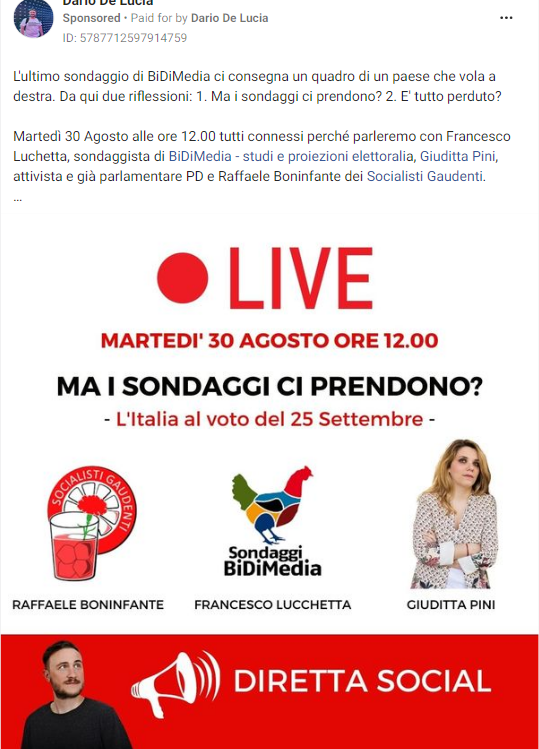 Dario De Lucia
Sponsored • Paid for by Dario De Lucia
ID: 5787712597914759
L'ultimo sondaggio di BiDiMedia ci consegna un quadro di un paese che vola a
destra. Da qui due riflessioni: 1. Ma i sondaggi ci prendono? 2. E' tutto perduto?
Martedì 30 Agosto alle ore 12.00 tutti connessi perché parleremo con Francesco
Luchetta, sondaggista di BiDiMedia - studi e proiezioni elettoralia, Giuditta Pini,
attivista e già parlamentare PD e Raffaele Boninfante dei Socialisti Gaudenti.
...
LIVE
MARTEDI' 30 AGOSTO ORE 12.00
MA I SONDAGGI CI PRENDONO?
- L'Italia al voto del 25 Settembre -
SOCIALISTI GAUDENTI
Sondaggi
BiDiMedia
RAFFAELE BONINFANTE
FRANCESCO LUCCHETTA
GIUDITTA PINI
DIRETTA SOCIAL